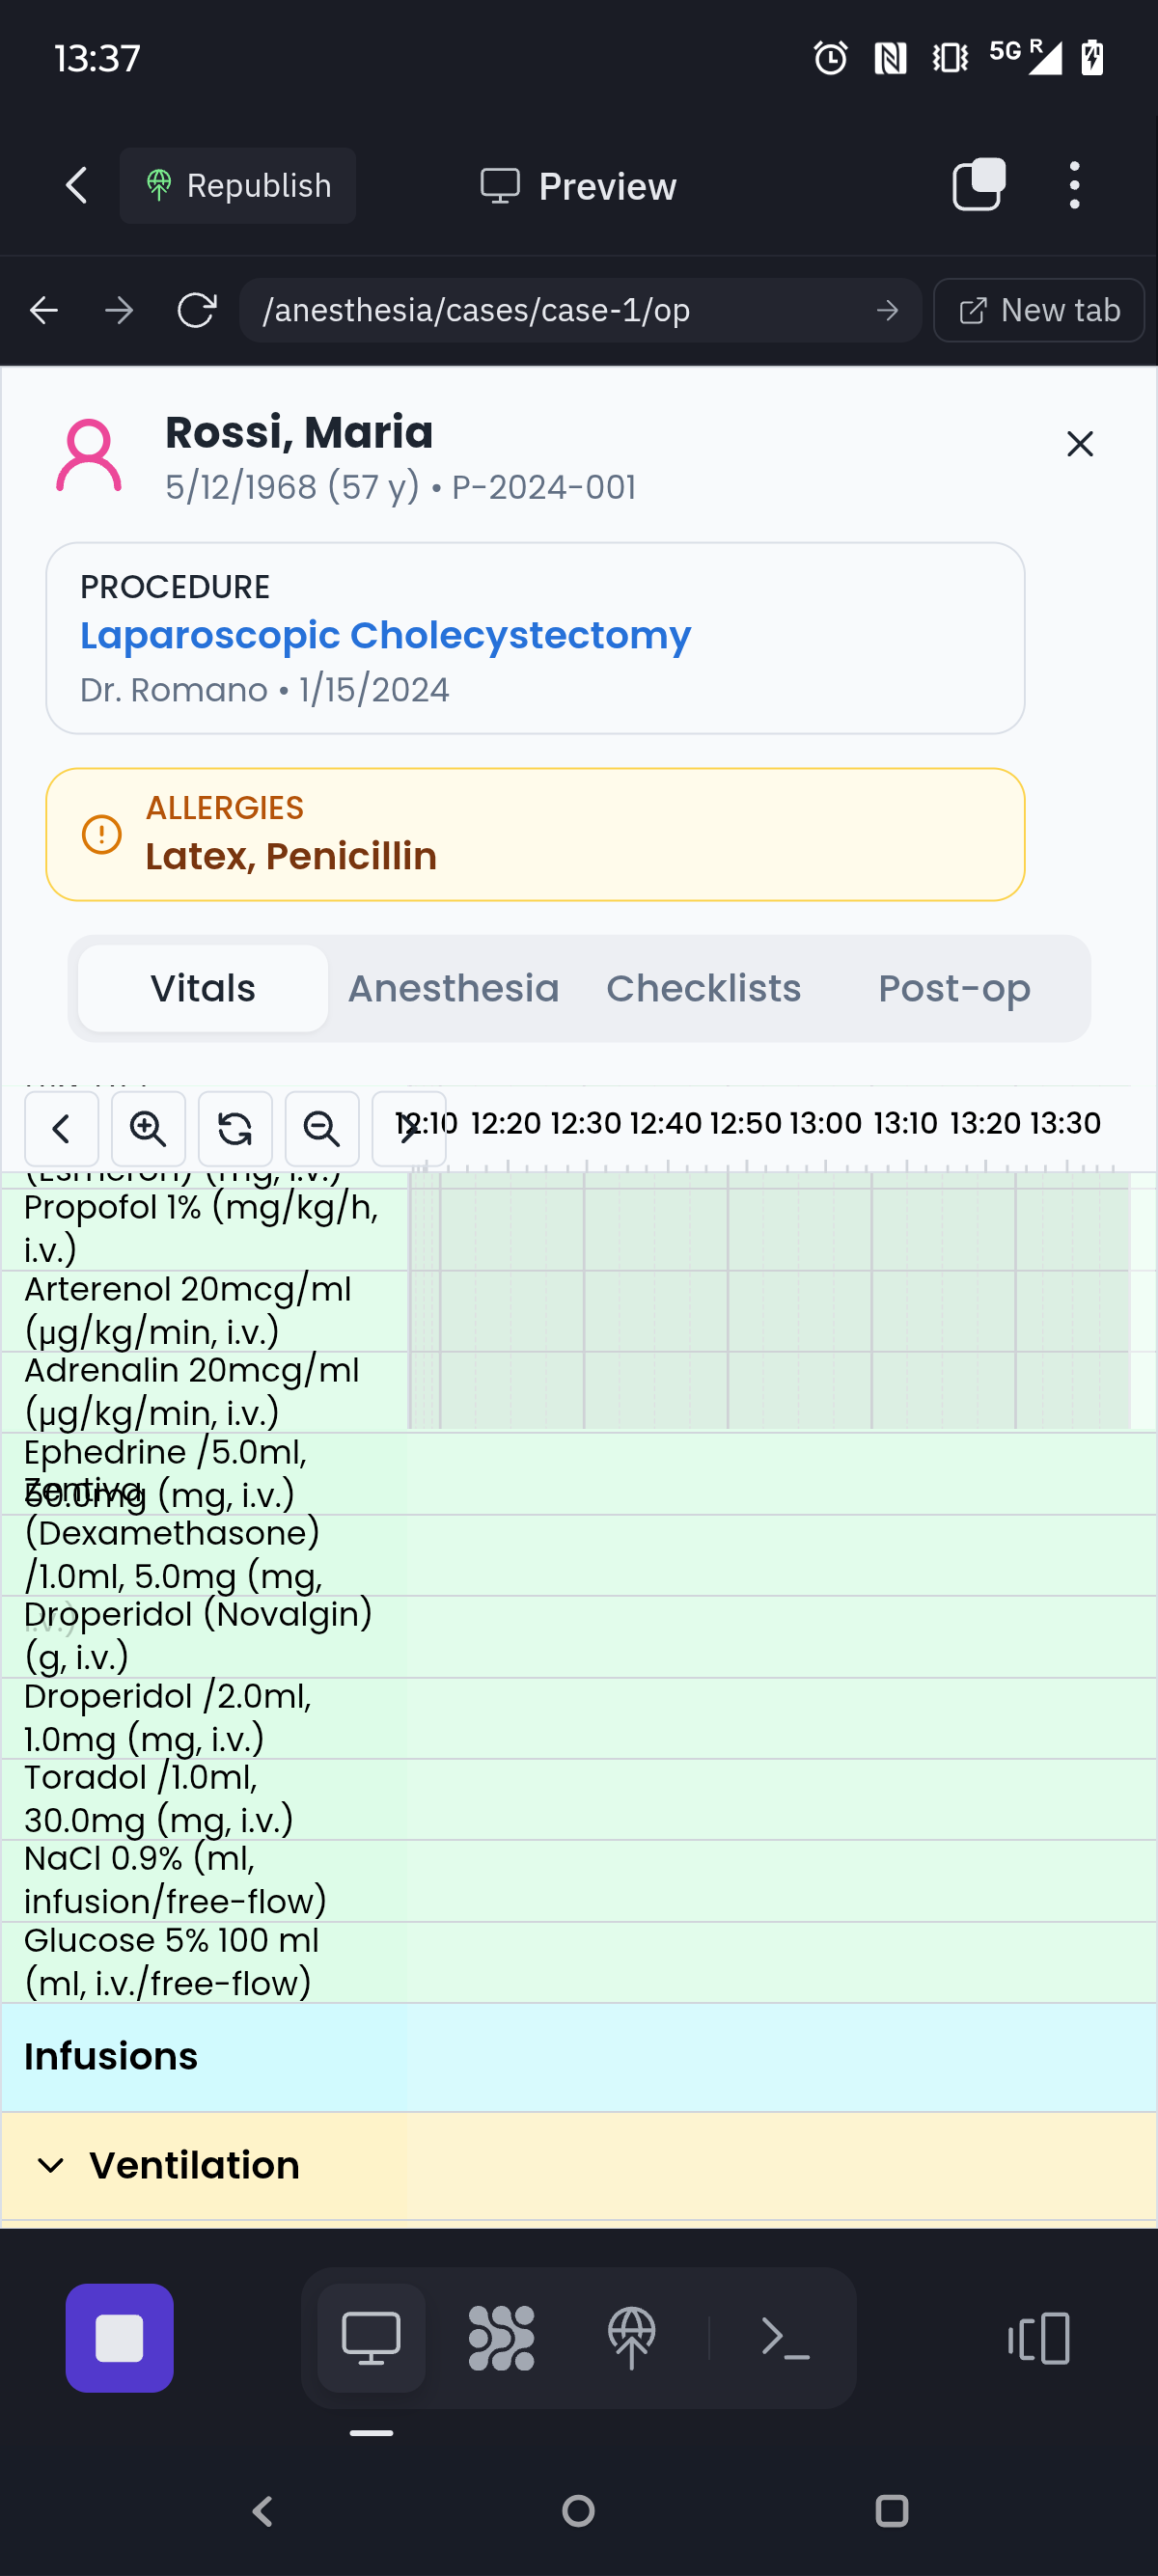 13:37
5G R
Republish
Preview
/anesthesia/cases/case-1/op
New tab
Rossi, Maria
5/12/1968 (57 y) • P-2024-001
PROCEDURE
Laparoscopic Cholecystectomy
Dr. Romano • 1/15/2024
ALLERGIES
Latex, Penicillin
Vitals
Anesthesia
Checklists
Post-op
12:10 12:20 12:30 12:40 12:50 13:00 13:10 13:20 13:30
(Esmeron) (mg, i.v.)
Propofol 1% (mg/kg/h,
i.v.)
Arterenol 20mcg/ml
(µg/kg/min, i.v.)
Adrenalin 20mcg/ml
(µg/kg/min, i.v.)
Ephedrine /5.0ml,
50.0mg (mg, i.v.)
Zentiva
(Dexamethasone)
/1.0ml, 5.0mg (mg,
i.v.)
Droperidol (Novalgin)
(g, i.v.)
Droperidol /2.0ml,
1.0mg (mg, i.v.)
Toradol /1.0ml,
30.0mg (mg, i.v.)
NaCl 0.9% (ml,
infusion/free-flow)
Glucose 5% 100 ml
(ml, i.v./free-flow)
Infusions
Ventilation